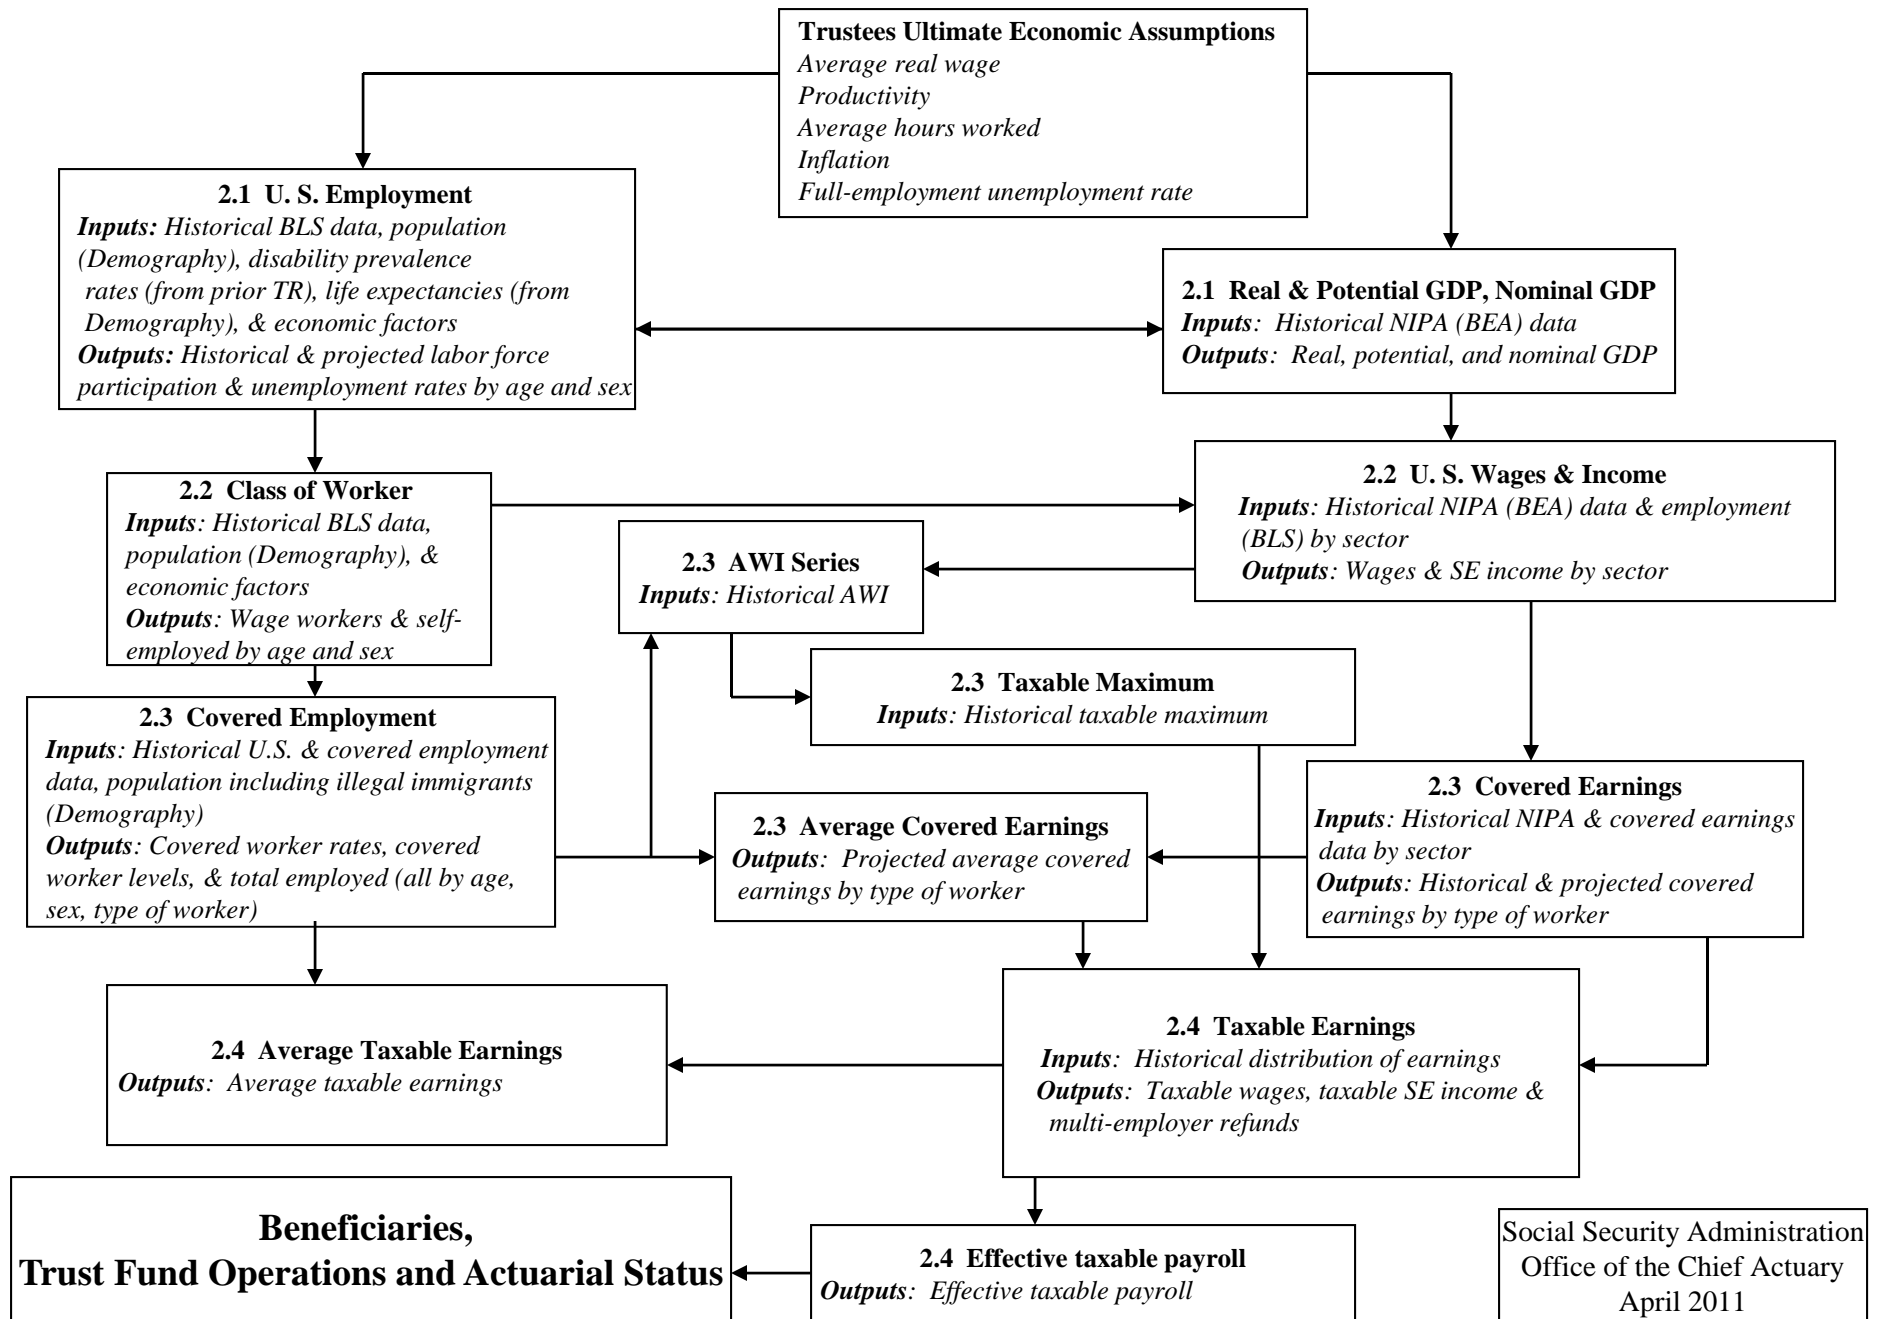 Trustees Ultimate Economic Assumptions
Average real wage
Productivity
Average hours worked
Inflation
Full-employment unemployment rate
2.1 U. S. Employment
Inputs: Historical BLS data, population
(Demography), disability prevalence
rates (from prior TR), life expectancies (from
Demography), & economic factors
Outputs: Historical & projected labor force
participation & unemployment rates by age and sex
2.1 Real & Potential GDP, Nominal GDP
Inputs: Historical NIPA (BEA) data
Outputs: Real, potential, and nominal GDP
2.2 Class of Worker
Inputs: Historical BLS data,
population (Demography), &
economic factors
Outputs: Wage workers & self-
employed by age and sex
2.2 U. S. Wages & Income
Inputs: Historical NIPA (BEA) data & employment
(BLS) by sector
Outputs: Wages & SE income by sector
2.3 AWI Series
Inputs: Historical AWI
2.3 Taxable Maximum
Inputs: Historical taxable maximum
2.3 Covered Employment
Inputs: Historical U.S. & covered employment
data, population including illegal immigrants
(Demography)
Outputs: Covered worker rates, covered
worker levels, & total employed (all by age,
sex, type of worker)
2.3 Average Covered Earnings
Outputs: Projected average covered
earnings by type of worker
2.3 Covered Earnings
Inputs: Historical NIPA & covered earnings
data by sector
Outputs: Historical & projected covered
earnings by type of worker
2.4 Average Taxable Earnings
Outputs: Average taxable earnings
2.4 Taxable Earnings
Inputs: Historical distribution of earnings
Outputs: Taxable wages, taxable SE income &
multi-employer refunds
Beneficiaries,
Trust Fund Operations and Actuarial Status
2.4 Effective taxable payroll
Outputs: Effective taxable payroll
Social Security Administration
Office of the Chief Actuary
April 2011